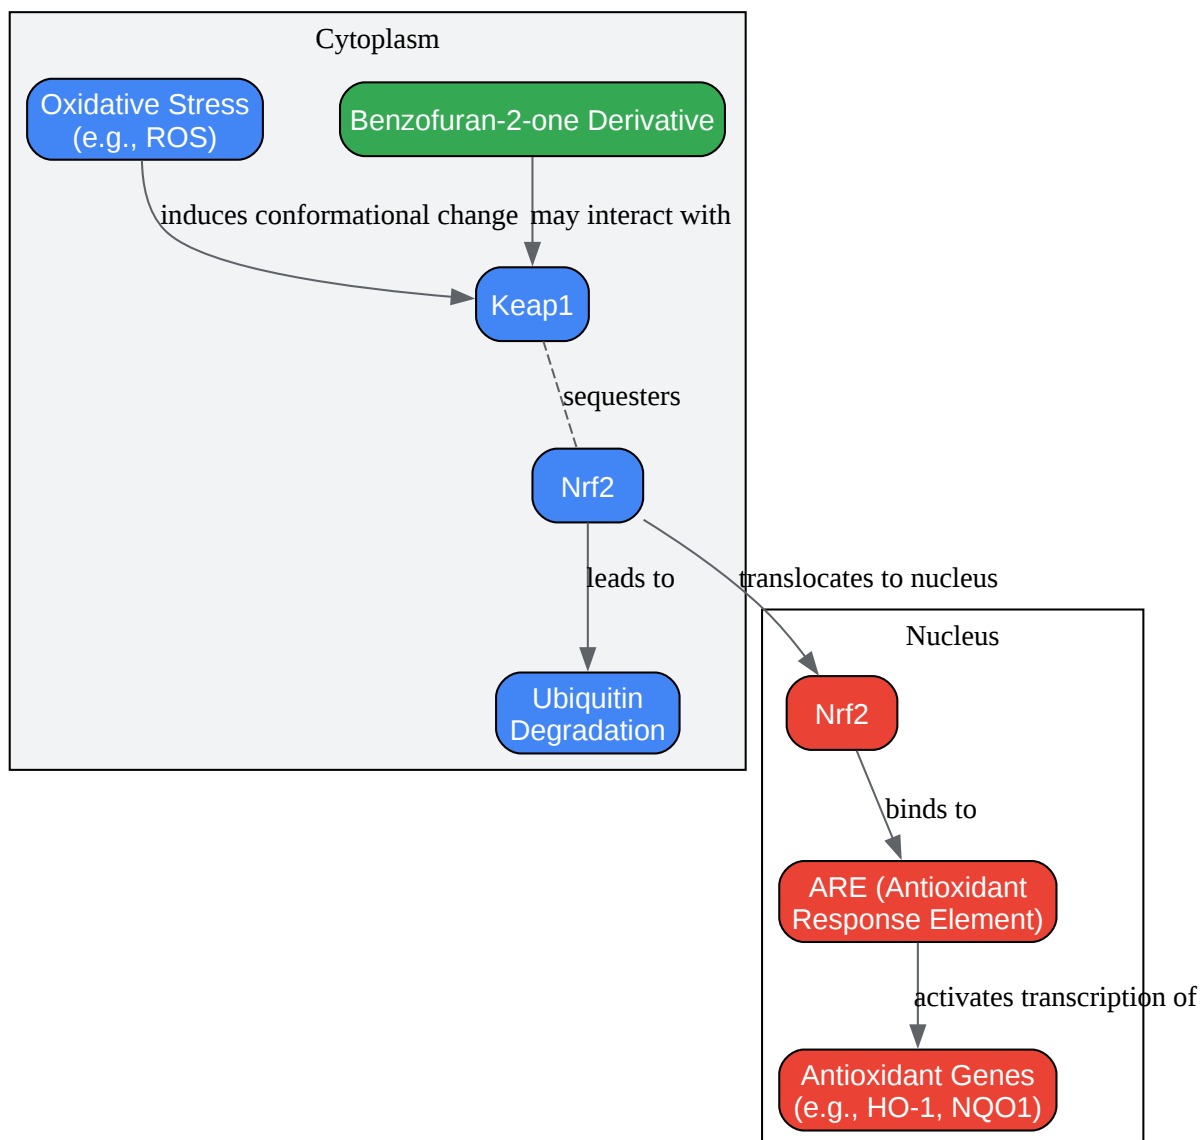 Cytoplasm
Oxidative Stress
(e.g., ROS)
Benzofuran-2-one Derivative
induces conformational change
may interact with
Keap1
sequesters
Nrf2
leads to
translocates to nucleus
Nucleus
Ubiquitin
Degradation
Nrf2
binds to
ARE (Antioxidant
Response Element)
activates transcription of
Antioxidant Genes
(e.g., HO-1, NQO1)